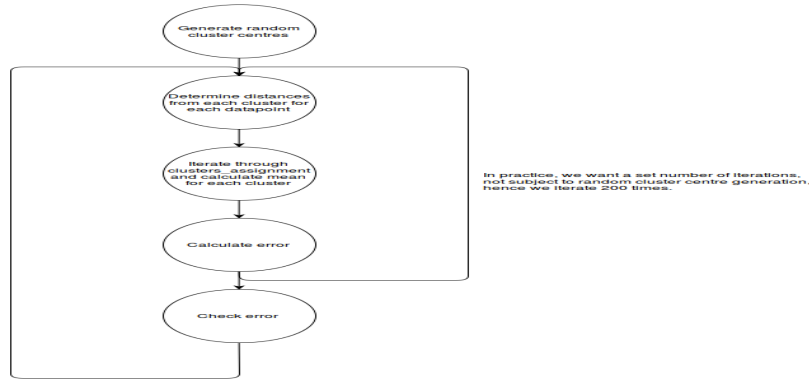 Generate random
cluster centres
Determine distances
from each cluster for
each datapoint
Iterate through
clusters_assignment
and calculate mean
for each cluster
In practice, we want a set number of iterations,
not subject to random cluster centre generation,
hence we iterate 200 times.
Calculate error
Check error